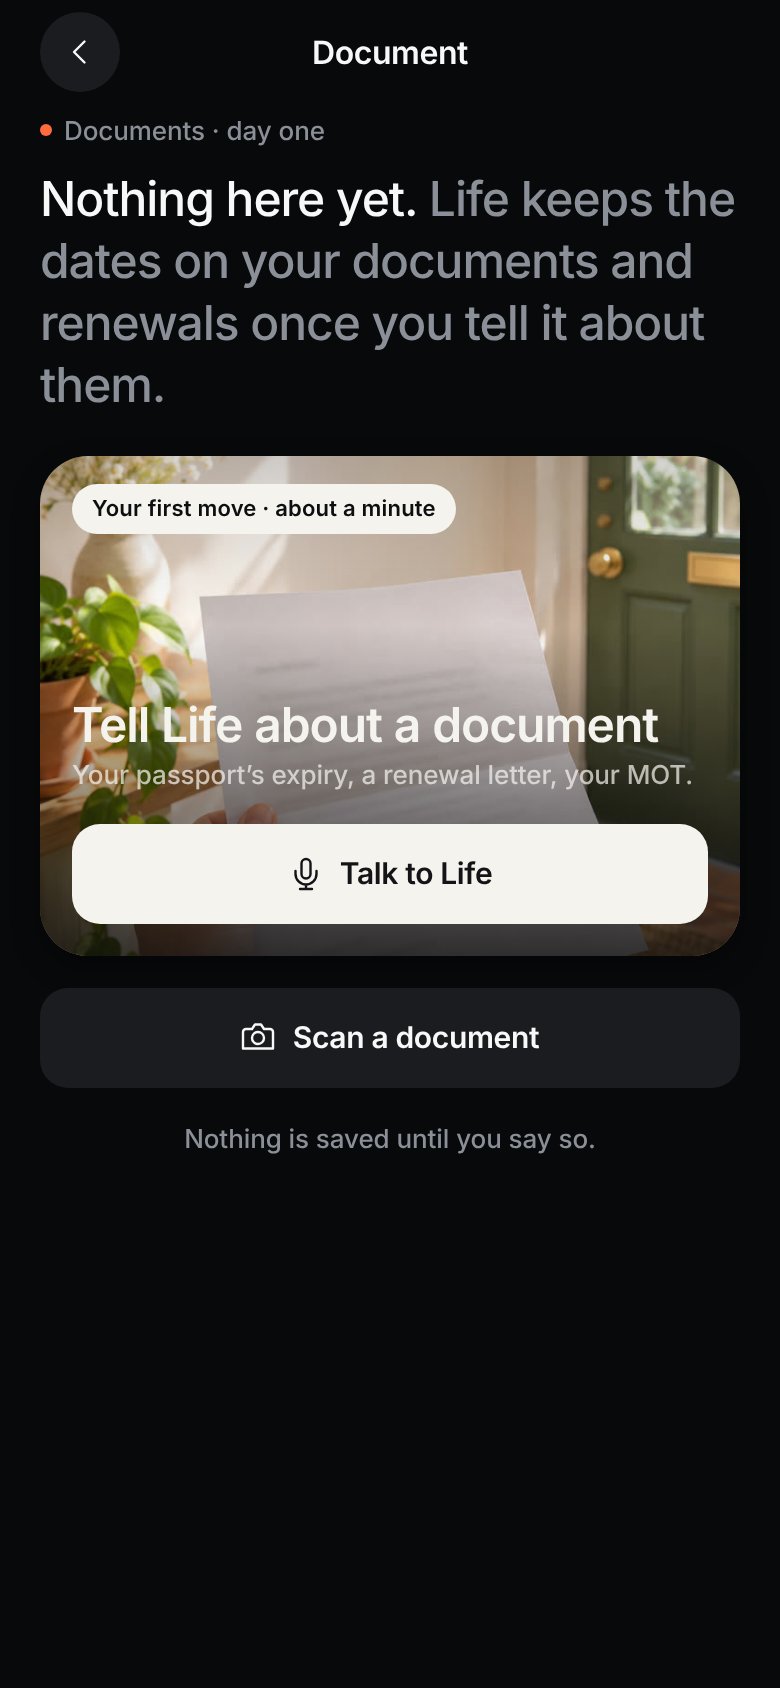 Document
Documents · day one
Nothing here yet. Life keeps the
dates on your documents and
renewals once you tell it about
them.
Your first move · about a minute
Tell Life about a document
Your passport’s expiry, a renewal letter, your MOT.
Talk to Life
Scan a document
Nothing is saved until you say so.